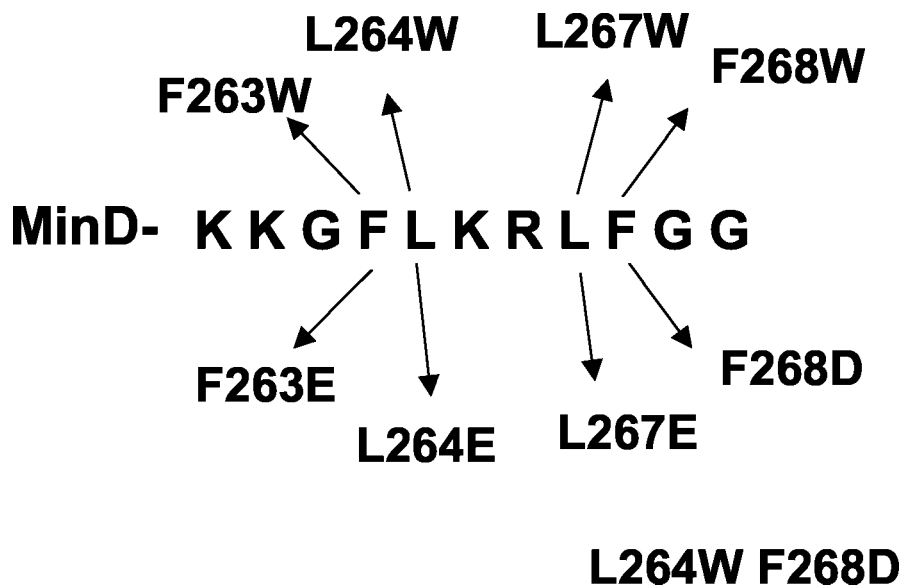 L264W L267W
F263W F268W
MinD- K K G F L K R L F G G
F263E F268D
L264E L267E
L264W F268D